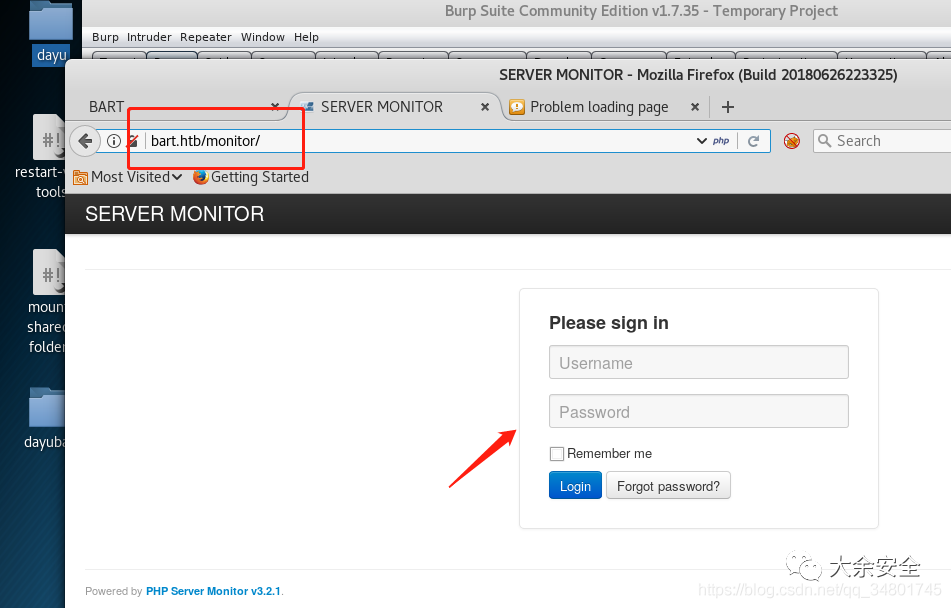 Burp Suite Community Edition v1.7.35 - Temporary Project
Burp Intruder Repeater Window Help
dayu
SERVER MONITOR - Mozilla Firefox (Build 20180626223325)
BART
SERVER MONITOR
Problem loading page
bart.htb/monitor/
php
Search
Most Visited
Getting Started
restart-
tools
SERVER MONITOR
moun
shared
folder
dayuba
Please sign in
Username
Password
Remember me
Login
Forgot password?
Powered by PHP Server Monitor v3.2.1.
大余安全
https://blog.csdn.net/qq_34801745